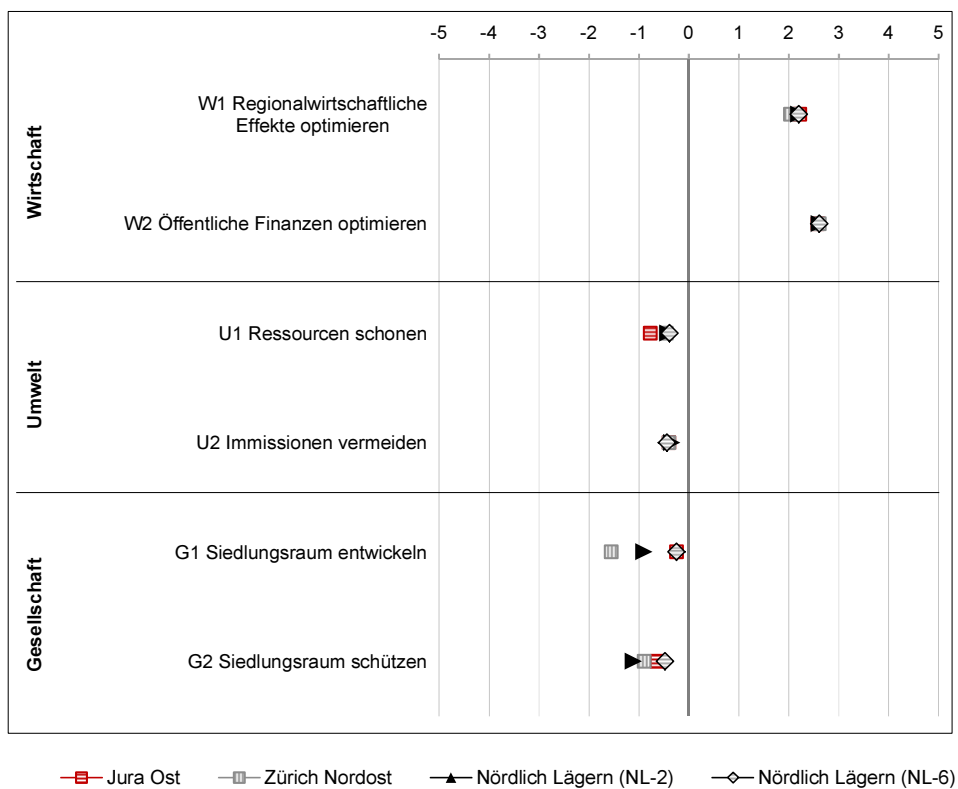 -5 -4 -3 -2 -1 0 1 2 3 4 5
Wirtschaft
W1 Regionalwirtschaftliche
Effekte optimieren
W2 Öffentliche Finanzen optimieren
Umwelt
U1 Ressourcen schonen
U2 Immissionen vermeiden
Gesellschaft
G1 Siedlungsraum entwickeln
G2 Siedlungsraum schützen
Jura Ost Zürich Nordost Nördlich Lägern (NL-2) Nördlich Lägern (NL-6)